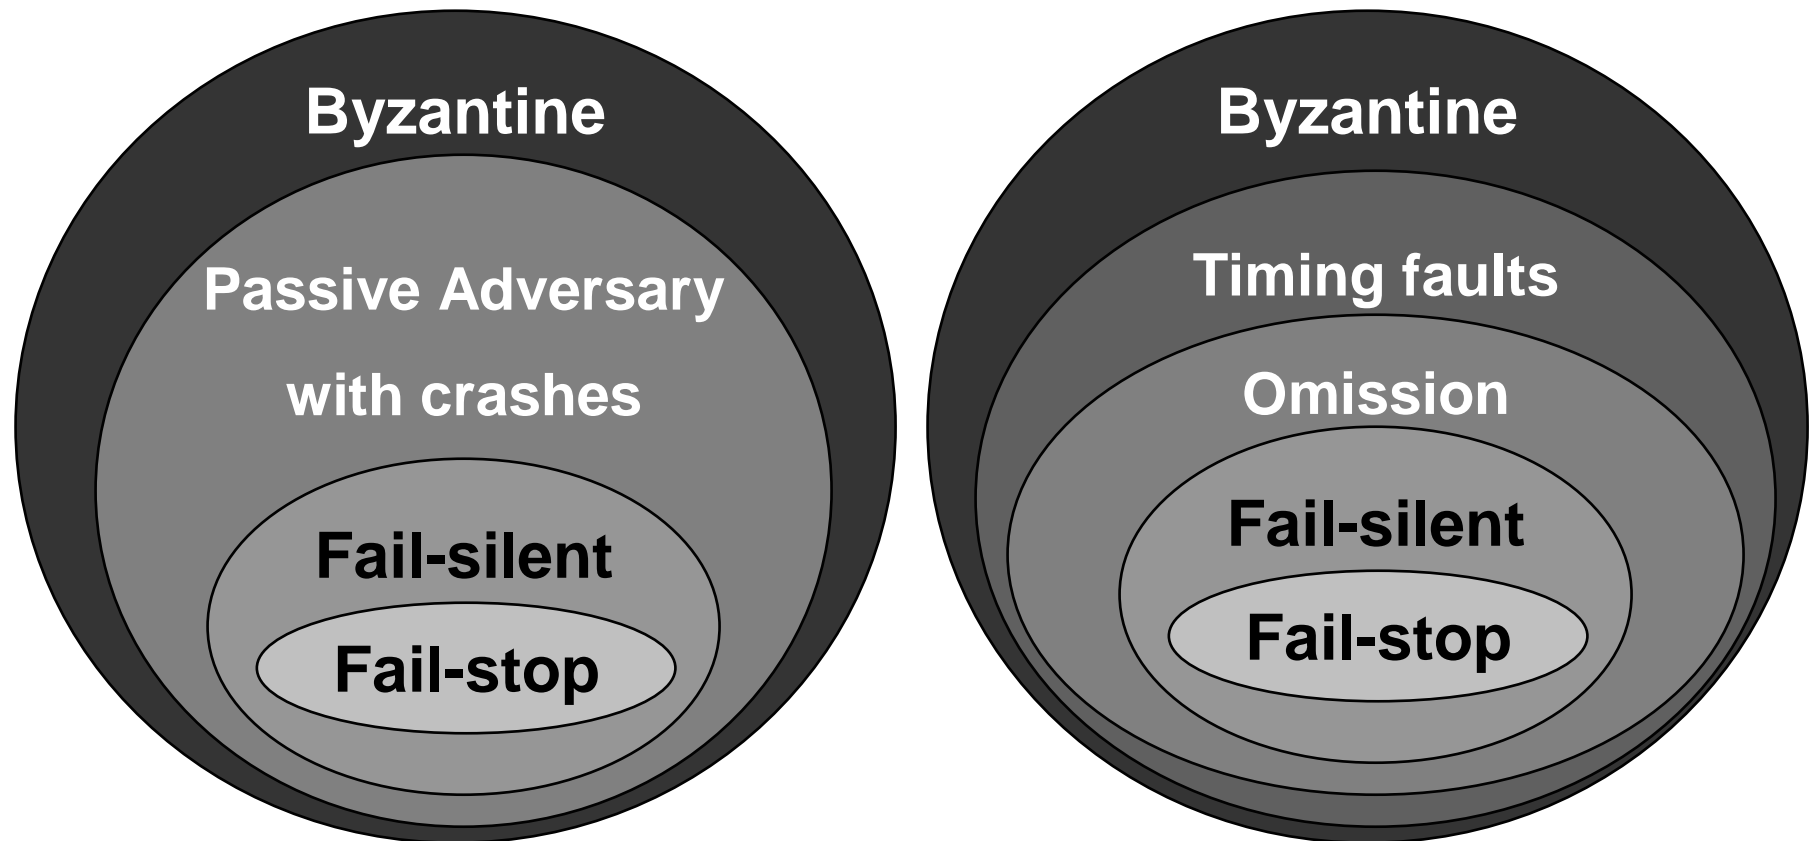 Byzantine
Passive Adversary
with crashes
Fail-silent
Fail-stop
Byzantine
Timing faults
Omission
Fail-silent
Fail-stop